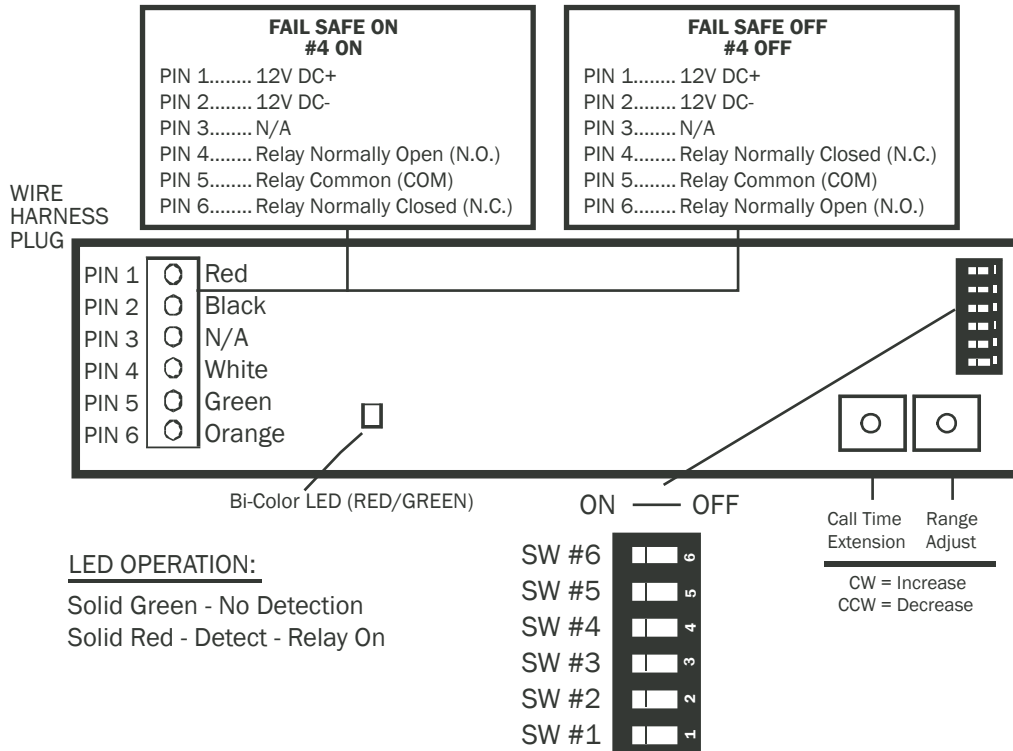 FAIL SAFE ON
#4 ON
PIN 1........ 12V DC+
PIN 2........ 12V DC-
PIN 3........ N/A
PIN 4........ Relay Normally Open (N.O.)
PIN 5........ Relay Common (COM)
PIN 6........ Relay Normally Closed (N.C.)
FAIL SAFE OFF
#4 OFF
PIN 1........ 12V DC+
PIN 2........ 12V DC-
PIN 3........ N/A
PIN 4........ Relay Normally Closed (N.C.)
PIN 5........ Relay Common (COM)
PIN 6........ Relay Normally Open (N.O.)
WIRE
HARNESS
PLUG
PIN 1 Red
PIN 2 Black
PIN 3 N/A
PIN 4 White
PIN 5 Green
PIN 6 Orange
Bi-Color LED (RED/GREEN)
ON OFF
Call Time
Extension
Range
Adjust
CW = Increase
CCW = Decrease
LED OPERATION:
Solid Green - No Detection
Solid Red - Detect - Relay On
SW #6 6
SW #5 5
SW #4 4
SW #3 3
SW #2 2
SW #1 1